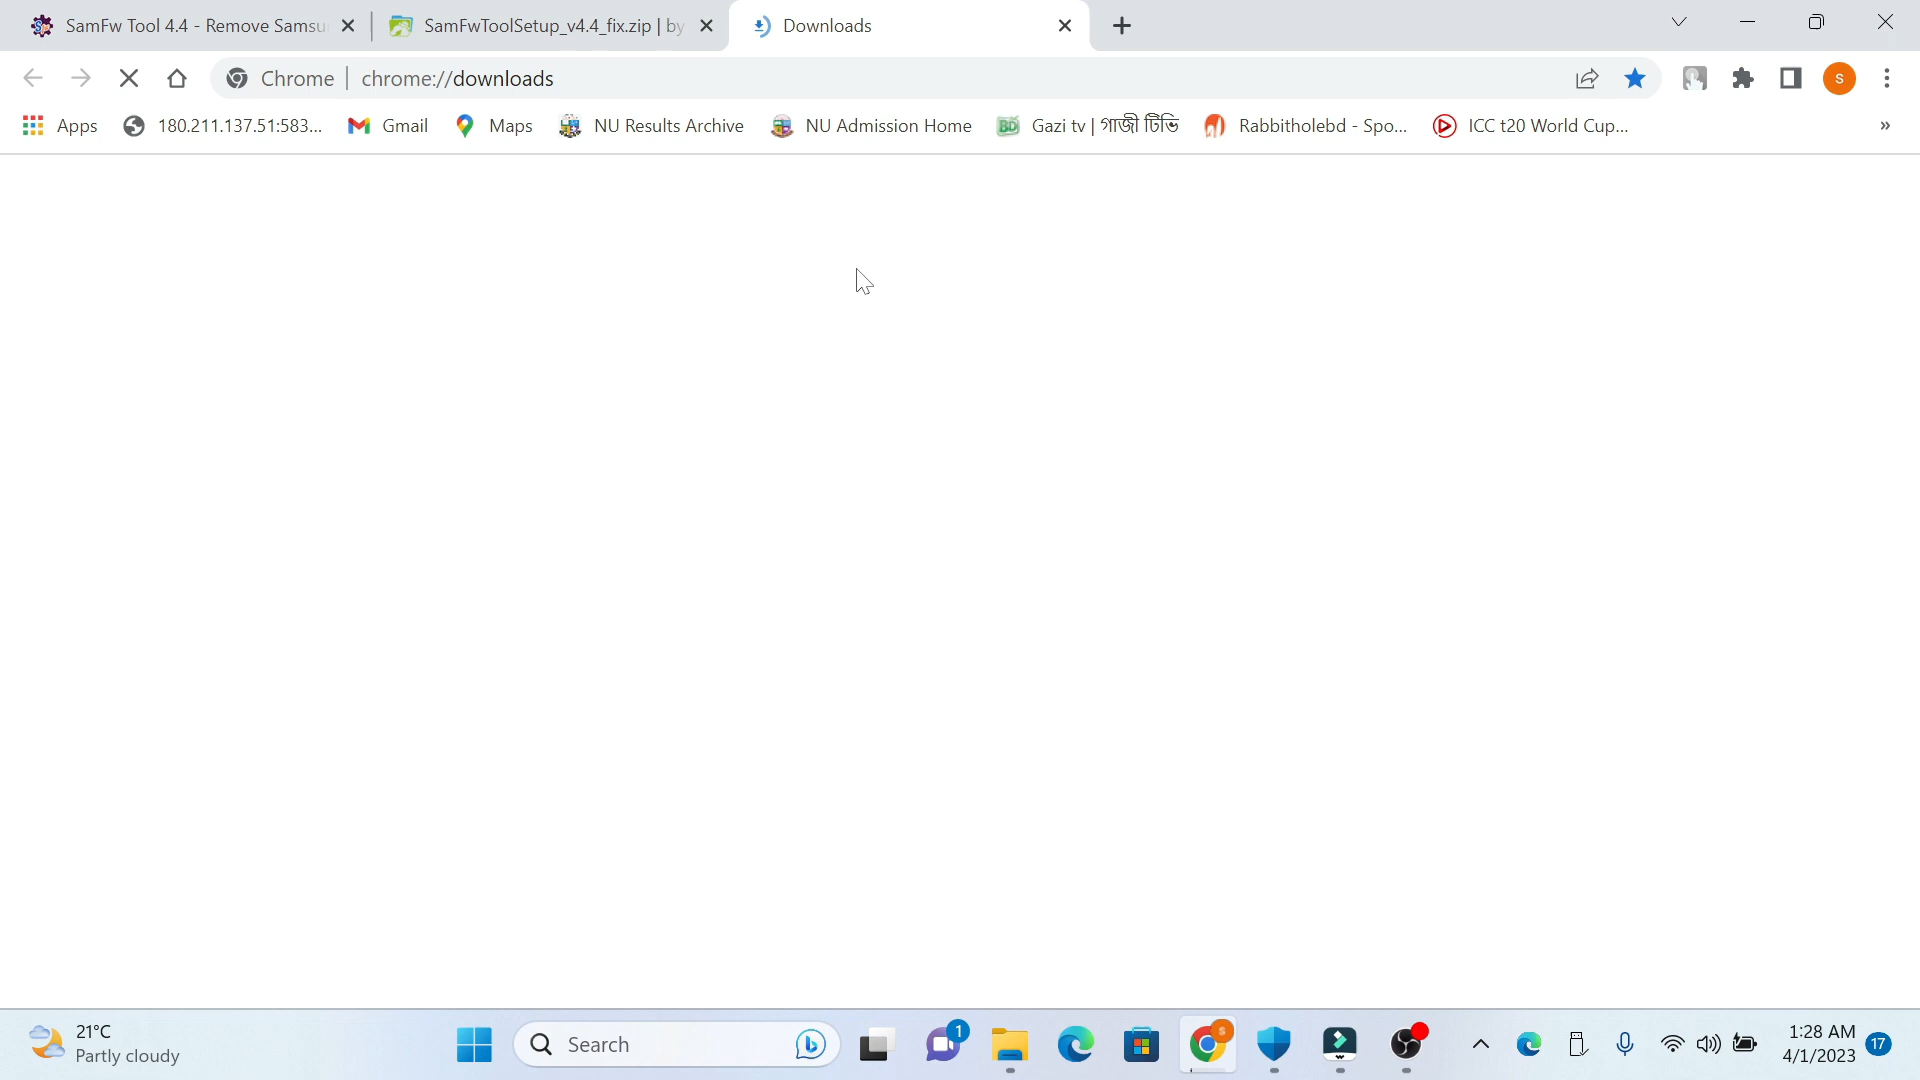 SamFw Tool 4.4 - Remove Samsu
SamFwToolSetup_v4.4_fix.zip | by
Downloads
Chrome | chrome://downloads
S
Apps
180.211.137.51:583...
Gmail
Maps
NU Results Archive
NU Admission Home
BD Gazi tv | গাজী টিভি
Rabbitholebd - Spo...
ICC t20 World Cup...
»
21°C
Partly cloudy
Search
1
S
1:28 AM
4/1/2023
17